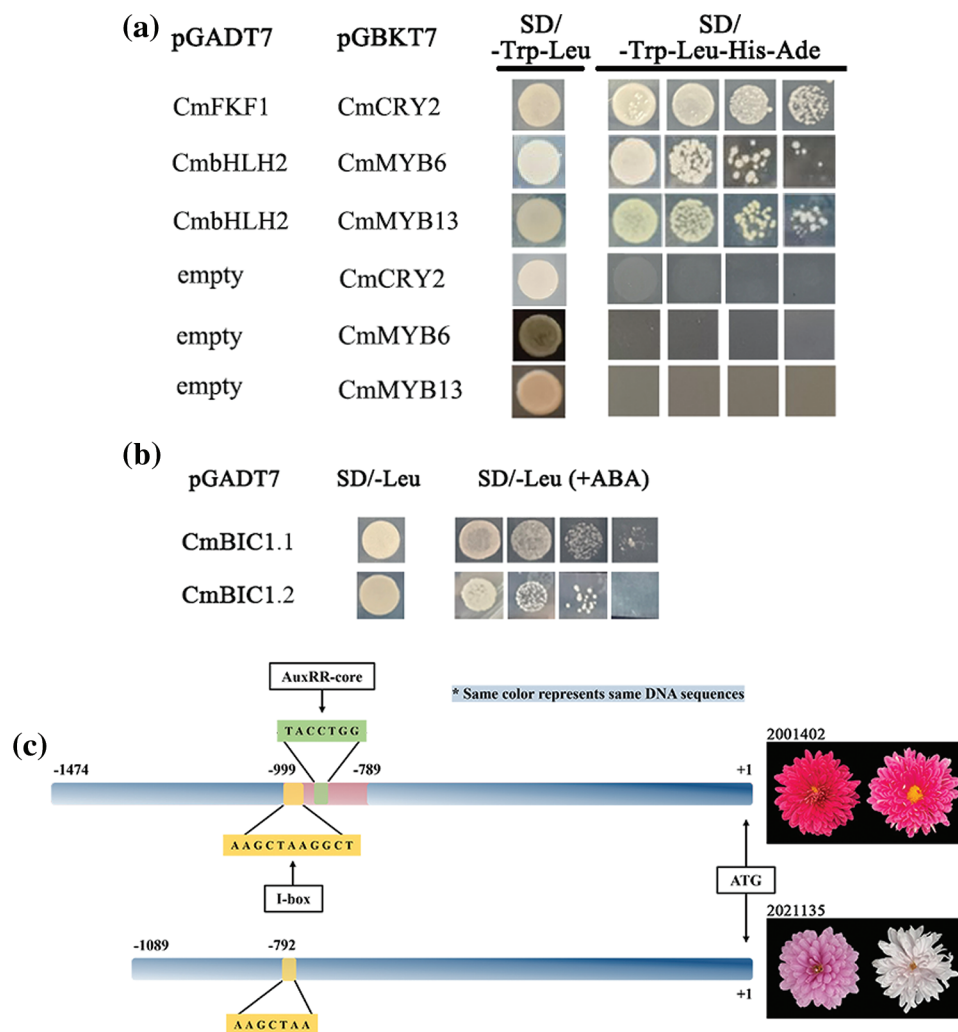 (a)
pGADT7 pGBKT7 SD/ -Trp-Leu SD/ -Trp-Leu-His-Ade
CmFKF1 CmCRY2
CmbHLH2 CmMYB6
CmbHLH2 CmMYB13
empty CmCRY2
empty CmMYB6
empty CmMYB13
(b)
pGADT7 SD/-Leu SD/-Leu (+ABA)
CmBIC1.1
CmBIC1.2
(c)
AuxRR-core
* Same color represents same DNA sequences
TACCTGG
2001402
-1474 -999 -789 +1
AAGCTAAGGCT
I-box
ATG
2021135
-1089 -792
+1
AAGCTAA